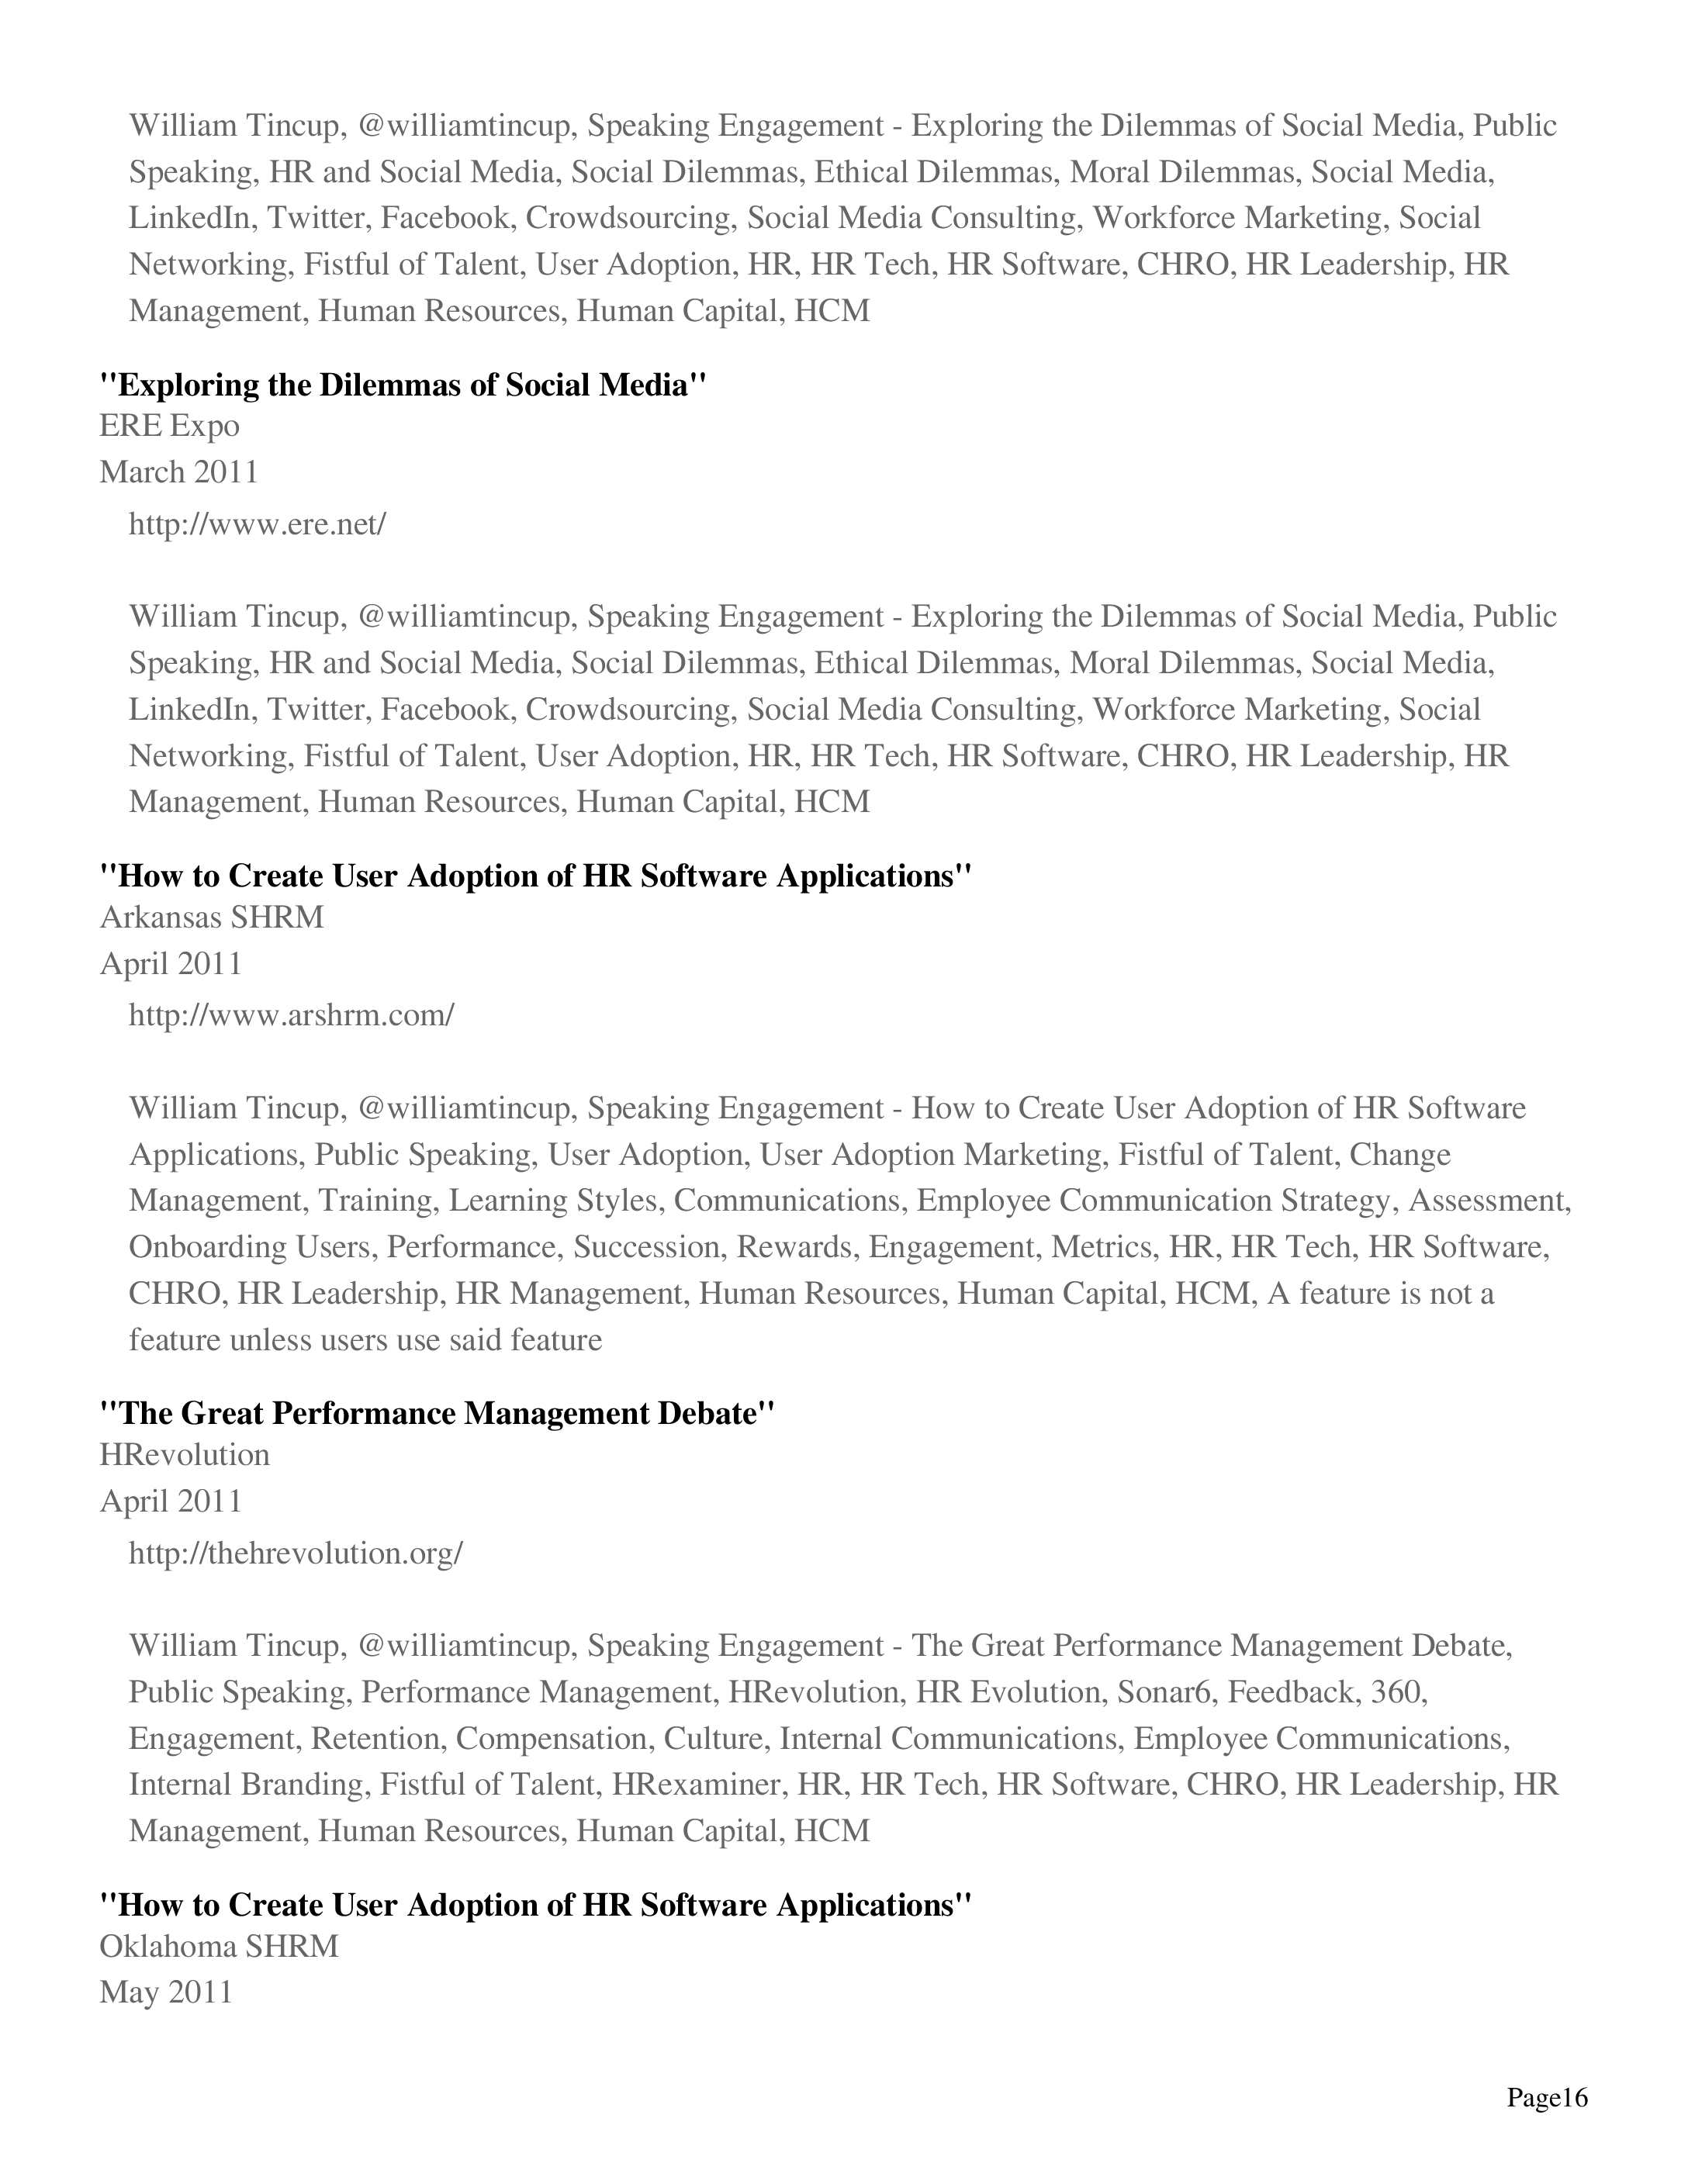 William Tincup, @williamtincup, Speaking Engagement - Exploring the Dilemmas of Social Media, Public
Speaking, HR and Social Media, Social Dilemmas, Ethical Dilemmas, Moral Dilemmas, Social Media,
LinkedIn, Twitter, Facebook, Crowdsourcing, Social Media Consulting, Workforce Marketing, Social
Networking, Fistful of Talent, User Adoption, HR, HR Tech, HR Software, CHRO, HR Leadership, HR
Management, Human Resources, Human Capital, HCM
"Exploring the Dilemmas of Social Media"
ERE Expo
March 2011
http://www.ere.net/
William Tincup, @williamtincup, Speaking Engagement - Exploring the Dilemmas of Social Media, Public
Speaking, HR and Social Media, Social Dilemmas, Ethical Dilemmas, Moral Dilemmas, Social Media,
LinkedIn, Twitter, Facebook, Crowdsourcing, Social Media Consulting, Workforce Marketing, Social
Networking, Fistful of Talent, User Adoption, HR, HR Tech, HR Software, CHRO, HR Leadership, HR
Management, Human Resources, Human Capital, HCM
"How to Create User Adoption of HR Software Applications"
Arkansas SHRM
April 2011
http://www.arshrm.com/
William Tincup, @williamtincup, Speaking Engagement - How to Create User Adoption of HR Software
Applications, Public Speaking, User Adoption, User Adoption Marketing, Fistful of Talent, Change
Management, Training, Learning Styles, Communications, Employee Communication Strategy, Assessment,
Onboarding Users, Performance, Succession, Rewards, Engagement, Metrics, HR, HR Tech, HR Software,
CHRO, HR Leadership, HR Management, Human Resources, Human Capital, HCM, A feature is not a
feature unless users use said feature
"The Great Performance Management Debate"
HRevolution
April 2011
http://thehrevolution.org/
William Tincup, @williamtincup, Speaking Engagement - The Great Performance Management Debate,
Public Speaking, Performance Management, HRevolution, HR Evolution, Sonar6, Feedback, 360,
Engagement, Retention, Compensation, Culture, Internal Communications, Employee Communications,
Internal Branding, Fistful of Talent, HRexaminer, HR, HR Tech, HR Software, CHRO, HR Leadership, HR
Management, Human Resources, Human Capital, HCM
"How to Create User Adoption of HR Software Applications"
Oklahoma SHRM
May 2011
Page16